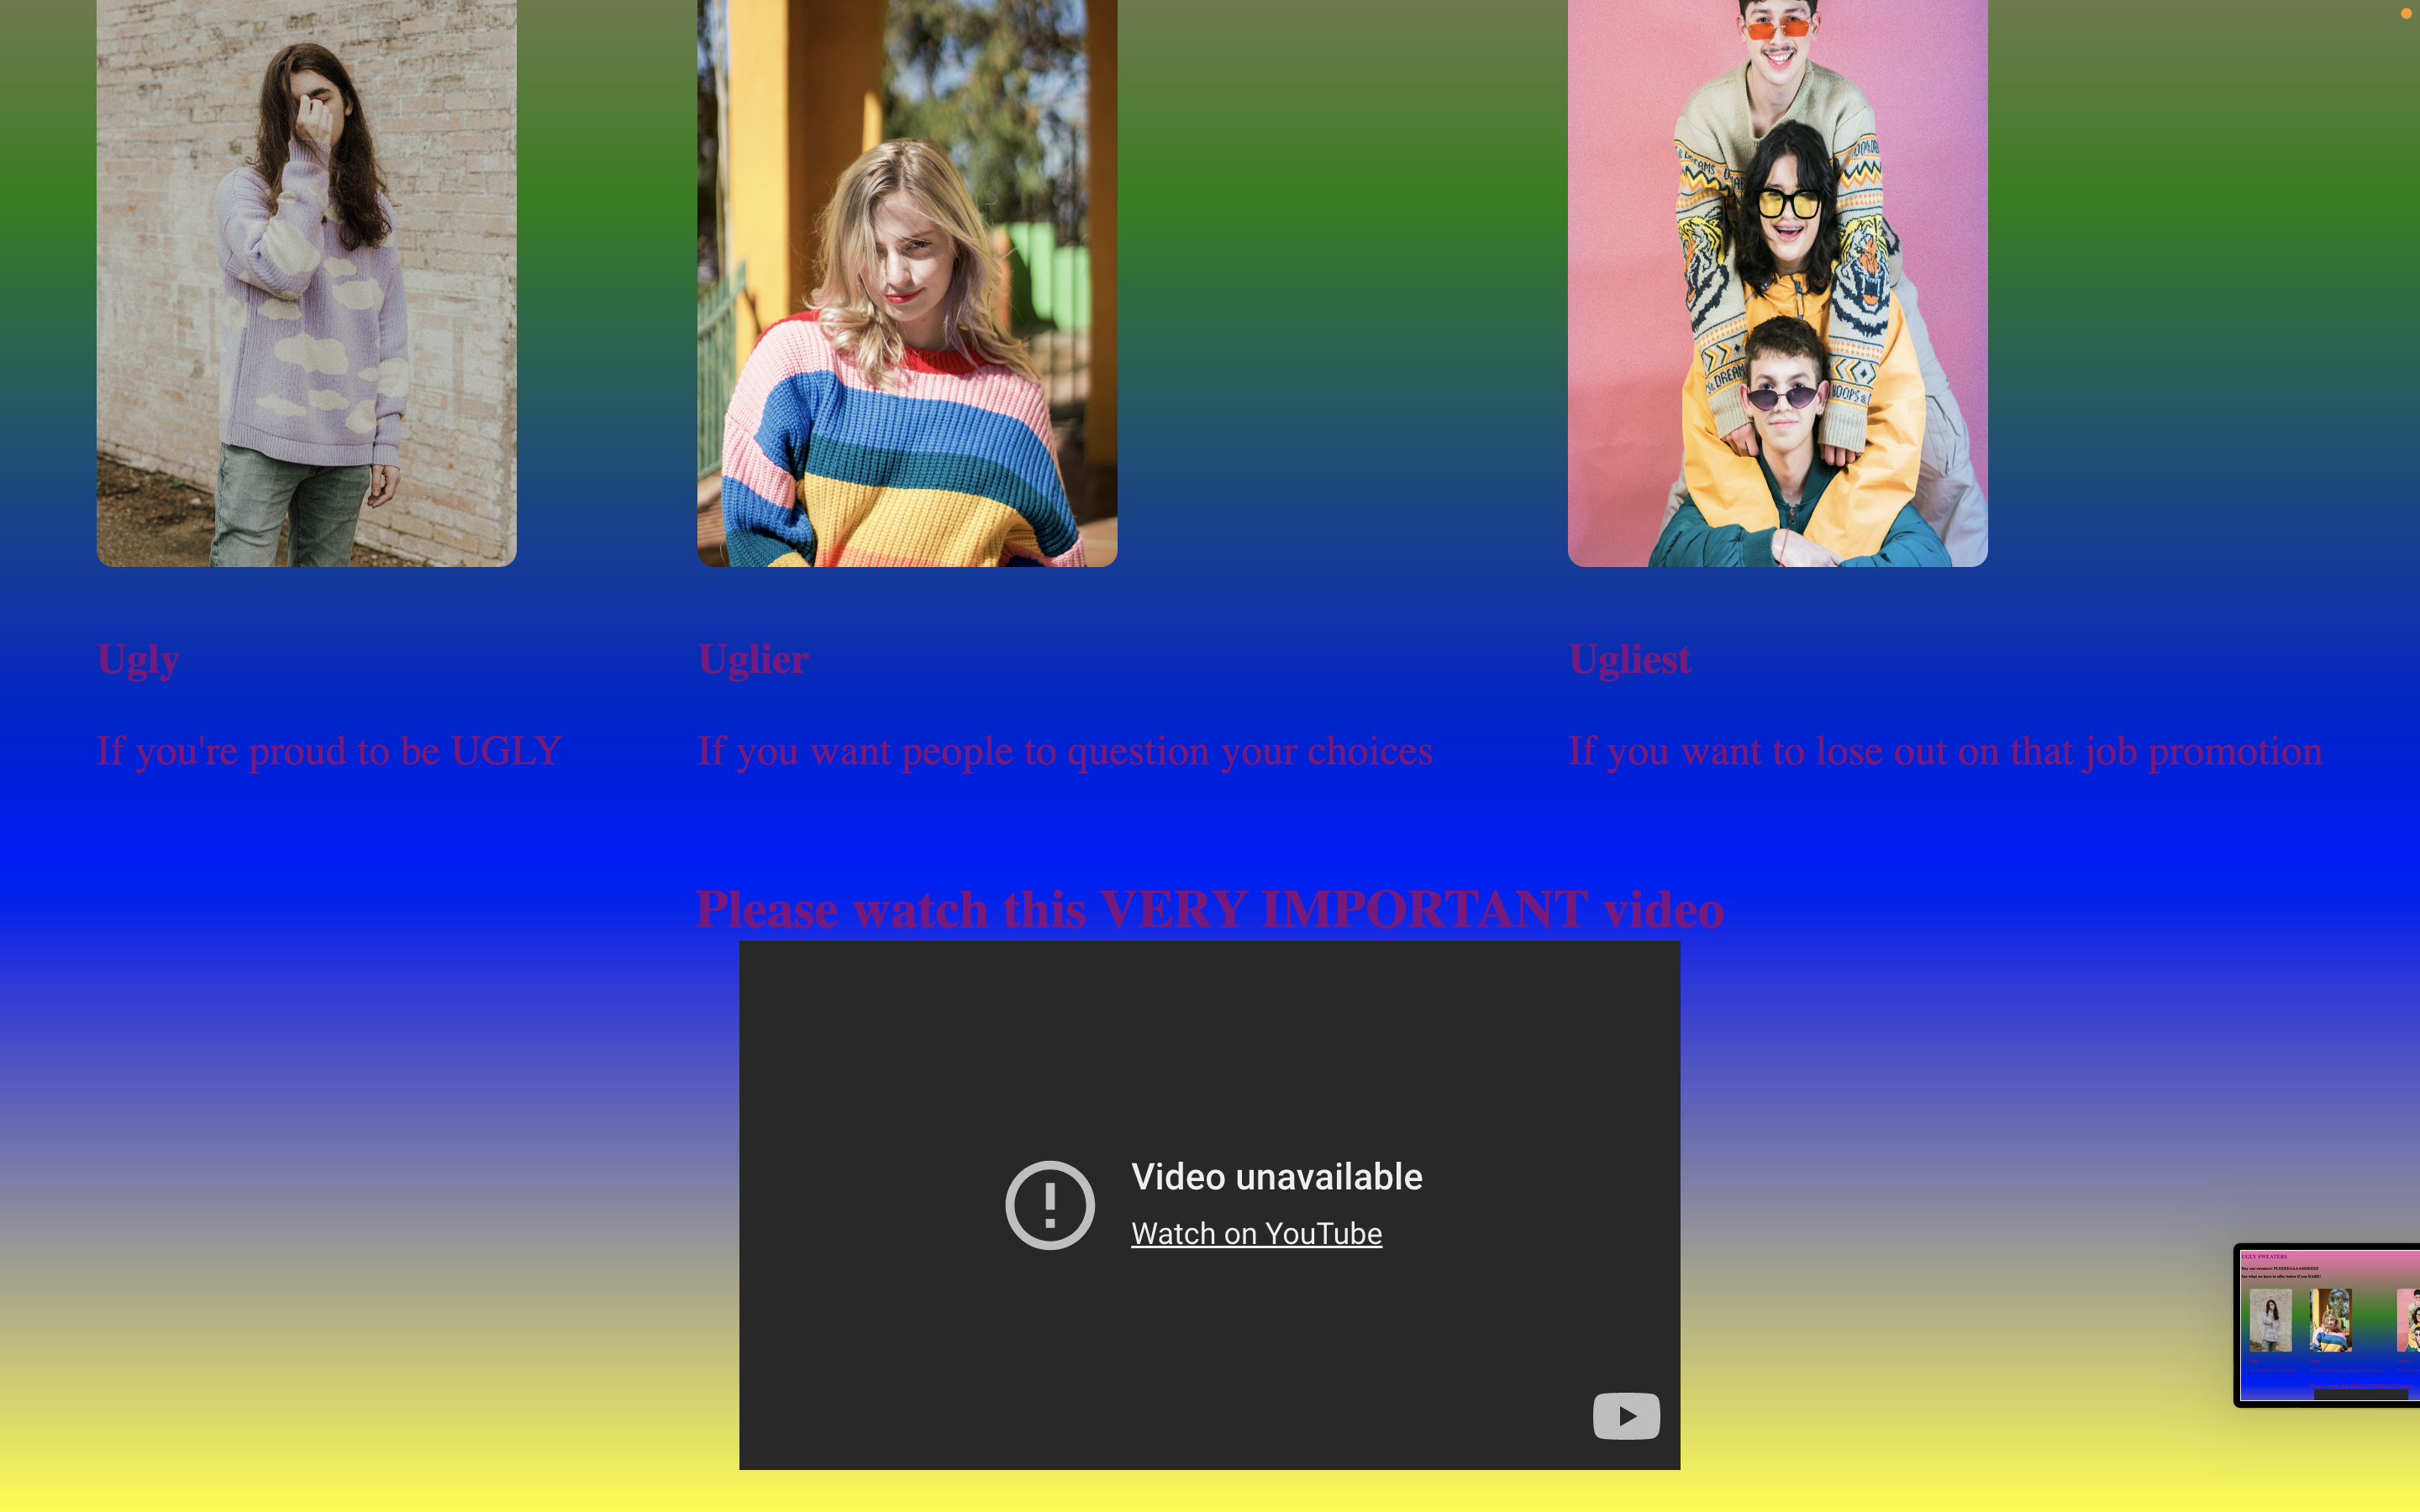 Ugly
Uglier
Ugliest
If you're proud to be UGLY
If you want people to question your choices
If you want to lose out on that job promotion
Please watch this VERY IMPORTANT video
Video unavailable
Watch on YouTube
UGLY SWEATERS